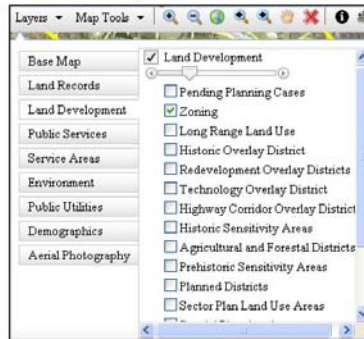 Layers Map Tools
Base Map
Land Records
Land Development
Public Services
Service Areas
Environment
Public Utilities
Demographics
Aerial Photography
Land Development
Pending Planning Cases
Zoning
Long Range Land Use
Historic Overlay District
Redevelopment Overlay Districts
Technology Overlay District
Highway Corridor Overlay District
Historic Sensitivity Areas
Agricultural and Forestal Districts
Prehistoric Sensitivity Areas
Planned Districts
Sector Plan Land Use Areas